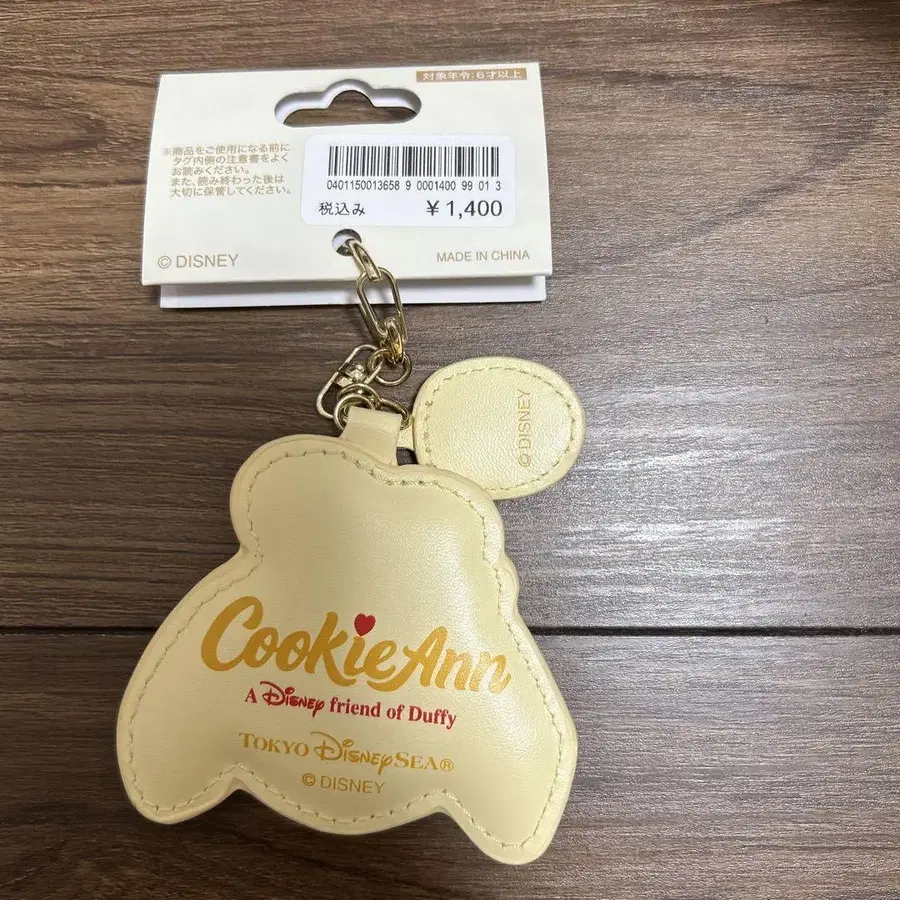 対象年令:6才以上
※商品をご使用になる前に
タグ内側の注意書をよく
お読みください。
また、読み終わった後は
大切に保管してください。
0401150013658 9 0001400 99 01 3
税込み ¥1,400
© DISNEY
MADE IN CHINA
© DISNEY
CookieAnn
A Disney friend of Duffy
TOKYO DISNEYSEA®
© DISNEY